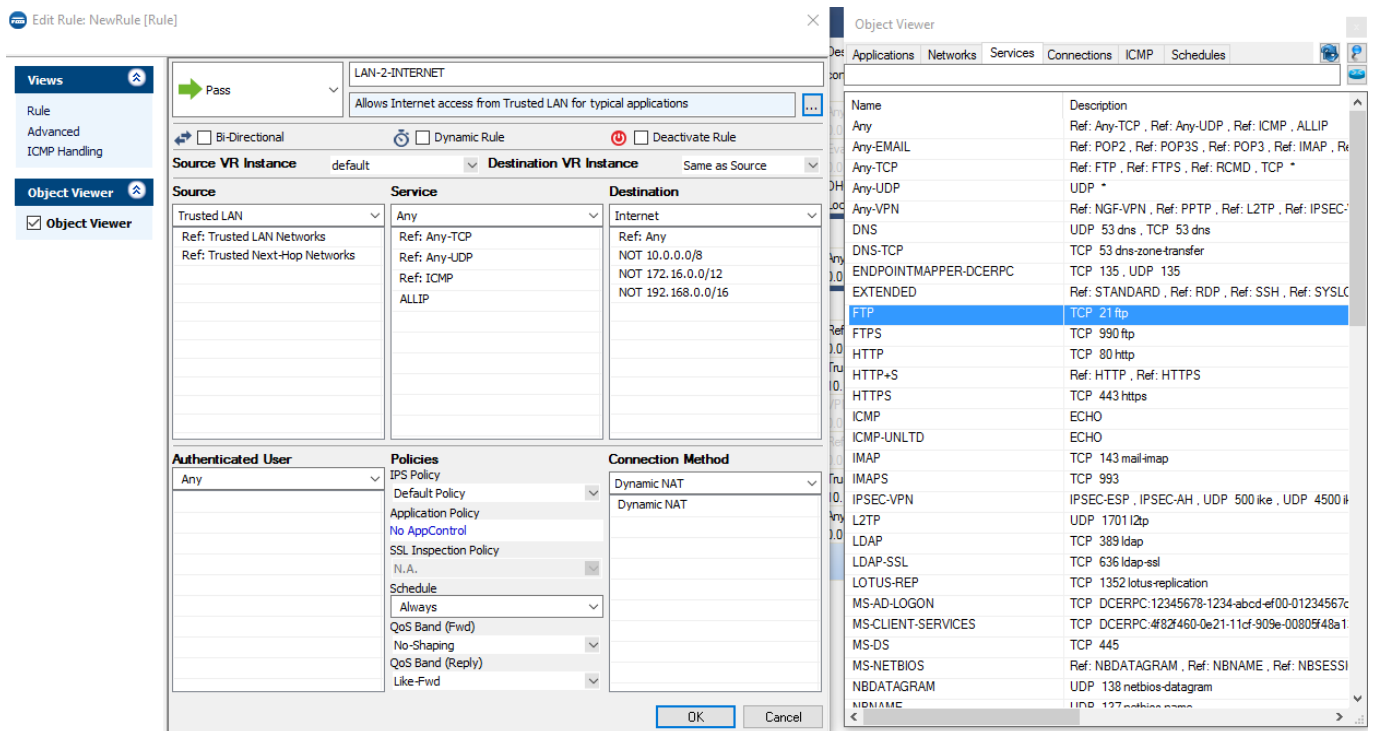 Edit Rule: NewRule [Rule]
Views
Rule
Advanced
ICMP Handling
Object Viewer
Object Viewer
Pass
LAN-2-INTERNET
Allows Internet access from Trusted LAN for typical applications
...
Bi-Directional
Dynamic Rule
Deactivate Rule
Source VR Instance
default
Destination VR Instance
Same as Source
Source
Service
Destination
Trusted LAN
Any
Internet
Ref: Trusted LAN Networks
Ref: Any-TCP
Ref: Any
Ref: Trusted Next-Hop Networks
Ref: Any-UDP
NOT 10.0.0.0/8
Ref: ICMP
NOT 172.16.0.0/12
ALLIP
NOT 192.168.0.0/16
Authenticated User
Any
Policies
IPS Policy
Default Policy
Application Policy
No AppControl
SSL Inspection Policy
N.A.
Schedule
Always
QoS Band (Fwd)
No-Shaping
QoS Band (Reply)
Like-Fwd
Connection Method
Dynamic NAT
Dynamic NAT
OK
Cancel
Object Viewer
Applications Networks Services Connections ICMP Schedules
Name Description
Any Ref: Any-TCP , Ref: Any-UDP , Ref: ICMP , ALLIP
Any-EMAIL Ref: POP2 , Ref: POP3S , Ref: POP3 , Ref: IMAP , Re
Any-TCP Ref: FTP , Ref: FTPS , Ref: RCMD , TCP *
Any-UDP UDP *
Any-VPN Ref: NGF-VPN , Ref: PPTP , Ref: L2TP , Ref: IPSEC-
DNS UDP 53 dns , TCP 53 dns
DNS-TCP TCP 53 dns-zone-transfer
ENDPOINTMAPPER-DCERPC TCP 135 , UDP 135
EXTENDED Ref: STANDARD , Ref: RDP , Ref: SSH , Ref: SYSLO
FTP TCP 21 ftp
FTPS TCP 990 ftp
HTTP TCP 80 http
HTTP+S Ref: HTTP , Ref: HTTPS
HTTPS TCP 443 https
ICMP ECHO
ICMP-UNLTD ECHO
IMAP TCP 143 mail-imap
IMAPS TCP 993
IPSEC-VPN IPSEC-ESP , IPSEC-AH , UDP 500 ike , UDP 4500 ik
L2TP UDP 1701 l2tp
LDAP TCP 389 ldap
LDAP-SSL TCP 636 ldap-ssl
LOTUS-REP TCP 1352 lotus-replication
MS-AD-LOGON TCP DCERPC:12345678-1234-abcd-ef00-01234567c
MS-CLIENT-SERVICES TCP DCERPC:4f82f460-0e21-11cf-909e-00805f48a1
MS-DS TCP 445
MS-NETBIOS Ref: NBDATAGRAM , Ref: NBNAME , Ref: NBSESSI
NBDATAGRAM UDP 138 netbios-datagram
NBNAME UDP 137 netbios-name